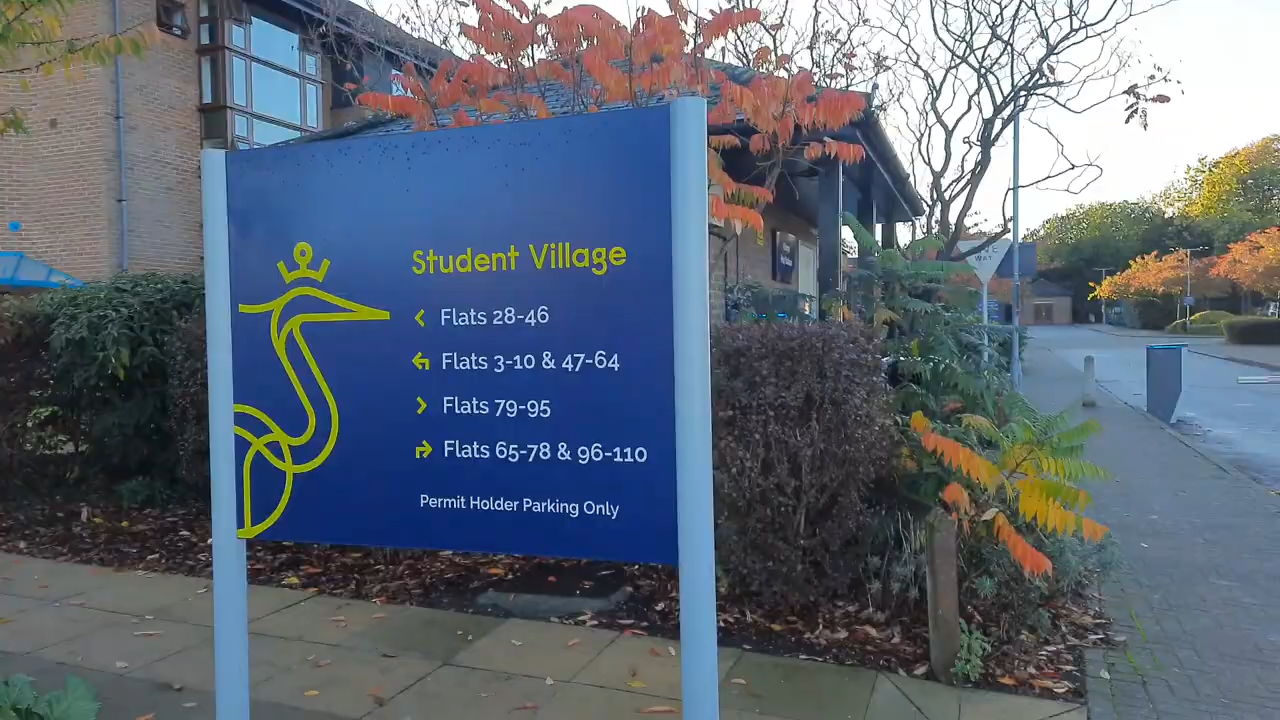 Student Village
Flats 28-46
Flats 3-10 & 47-64
Flats 79-95
Flats 65-78 & 96-110
Permit Holder Parking Only
WAY